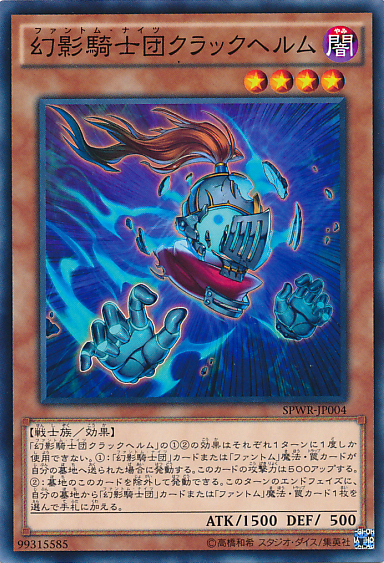 ファントム・ナイツ
幻影騎士団クラックヘルム
やみ
闇
SPWR-JP004
【戦士族／効果】
「幻影騎士団クラックヘルム」の①②の効果はそれぞれ1ターンに1度しか
使用できない。①：「幻影騎士団」カードまたは「ファントム」魔法・罠カードが
自分の墓地へ送られた場合に発動する。このカードの攻撃力は500アップする。
②：墓地のこのカードを除外して発動できる。このターンのエンドフェイズに、
自分の墓地から「幻影騎士団」カードまたは「ファントム」魔法・罠カード1枚を
選んで手札に加える。
ATK/1500 DEF/ 500
99315585
©高橋和希 スタジオ・ダイス/集英社